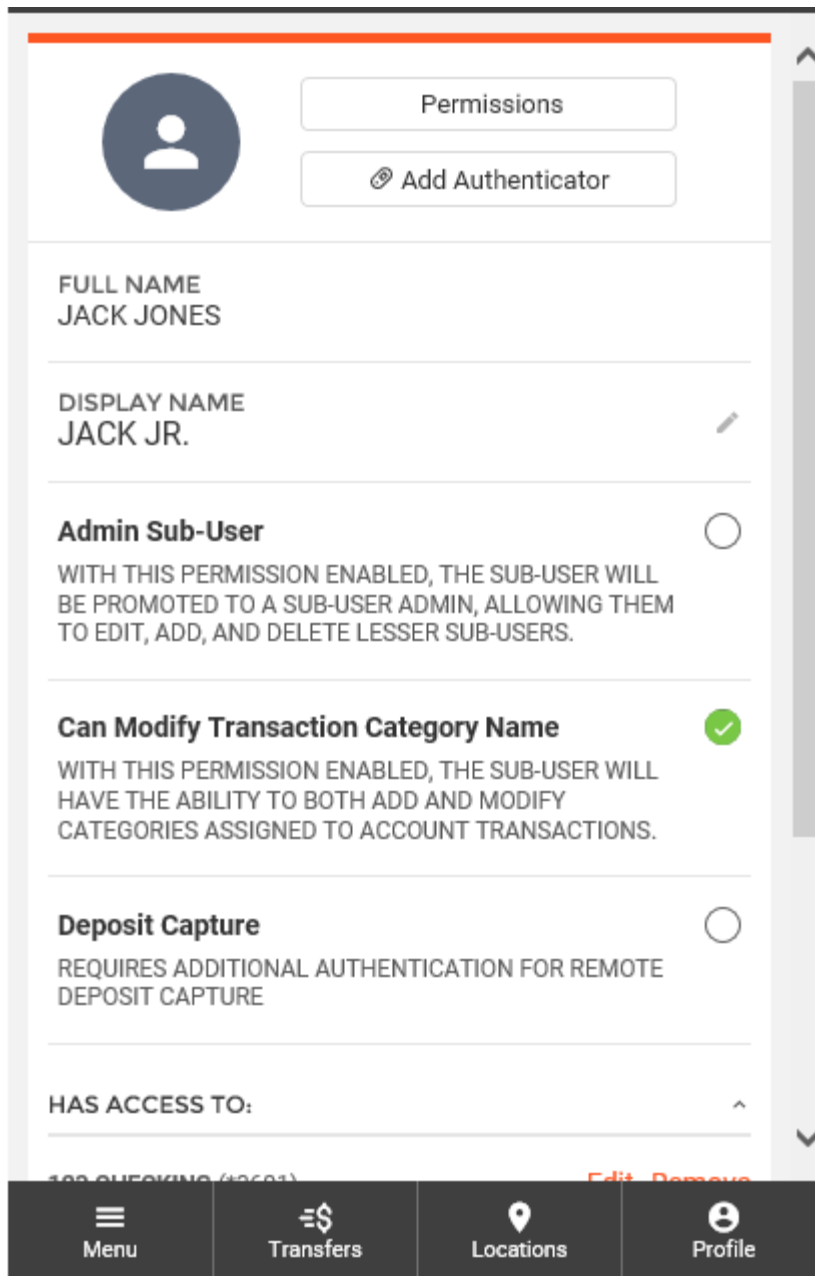 Permissions
Add Authenticator
FULL NAME
JACK JONES
DISPLAY NAME
JACK JR.
Admin Sub-User
WITH THIS PERMISSION ENABLED, THE SUB-USER WILL
BE PROMOTED TO A SUB-USER ADMIN, ALLOWING THEM
TO EDIT, ADD, AND DELETE LESSER SUB-USERS.
Can Modify Transaction Category Name
WITH THIS PERMISSION ENABLED, THE SUB-USER WILL
HAVE THE ABILITY TO BOTH ADD AND MODIFY
CATEGORIES ASSIGNED TO ACCOUNT TRANSACTIONS.
Deposit Capture
REQUIRES ADDITIONAL AUTHENTICATION FOR REMOTE
DEPOSIT CAPTURE
HAS ACCESS TO:
CHECKING Edit Remove
Menu Transfers Locations Profile